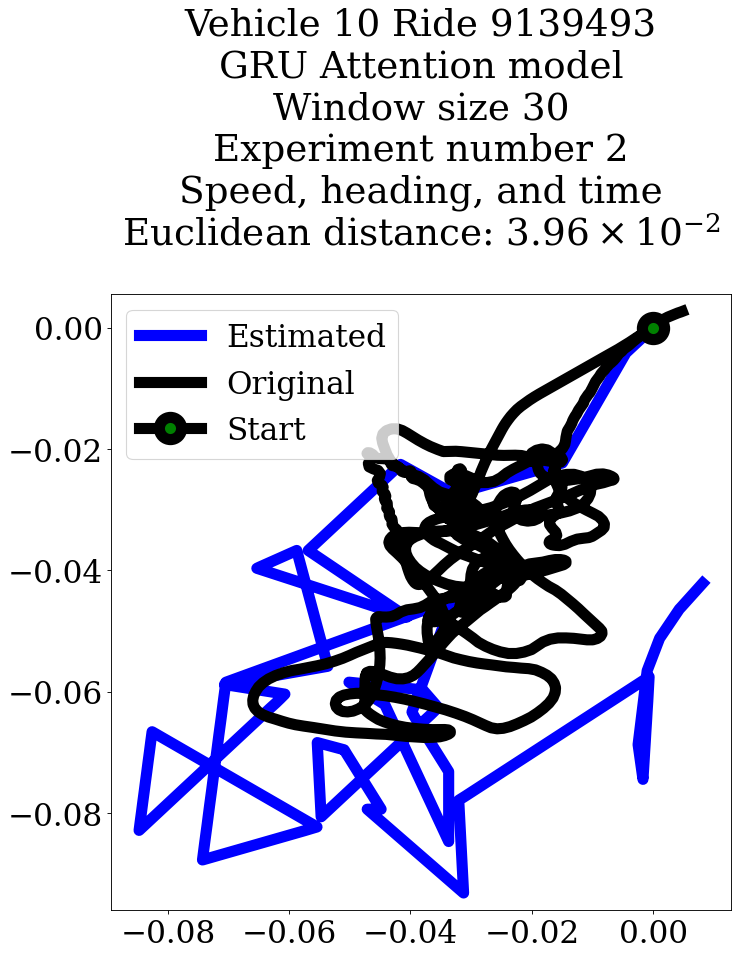 Vehicle 10 Ride 9139493
GRU Attention model
Window size 30
Experiment number 2
Speed, heading, and time
Euclidean distance: 3.96 × 10⁻²
Estimated
Original
Start
0.00
−0.02
−0.04
−0.06
−0.08
−0.08 −0.06 −0.04 −0.02 0.00